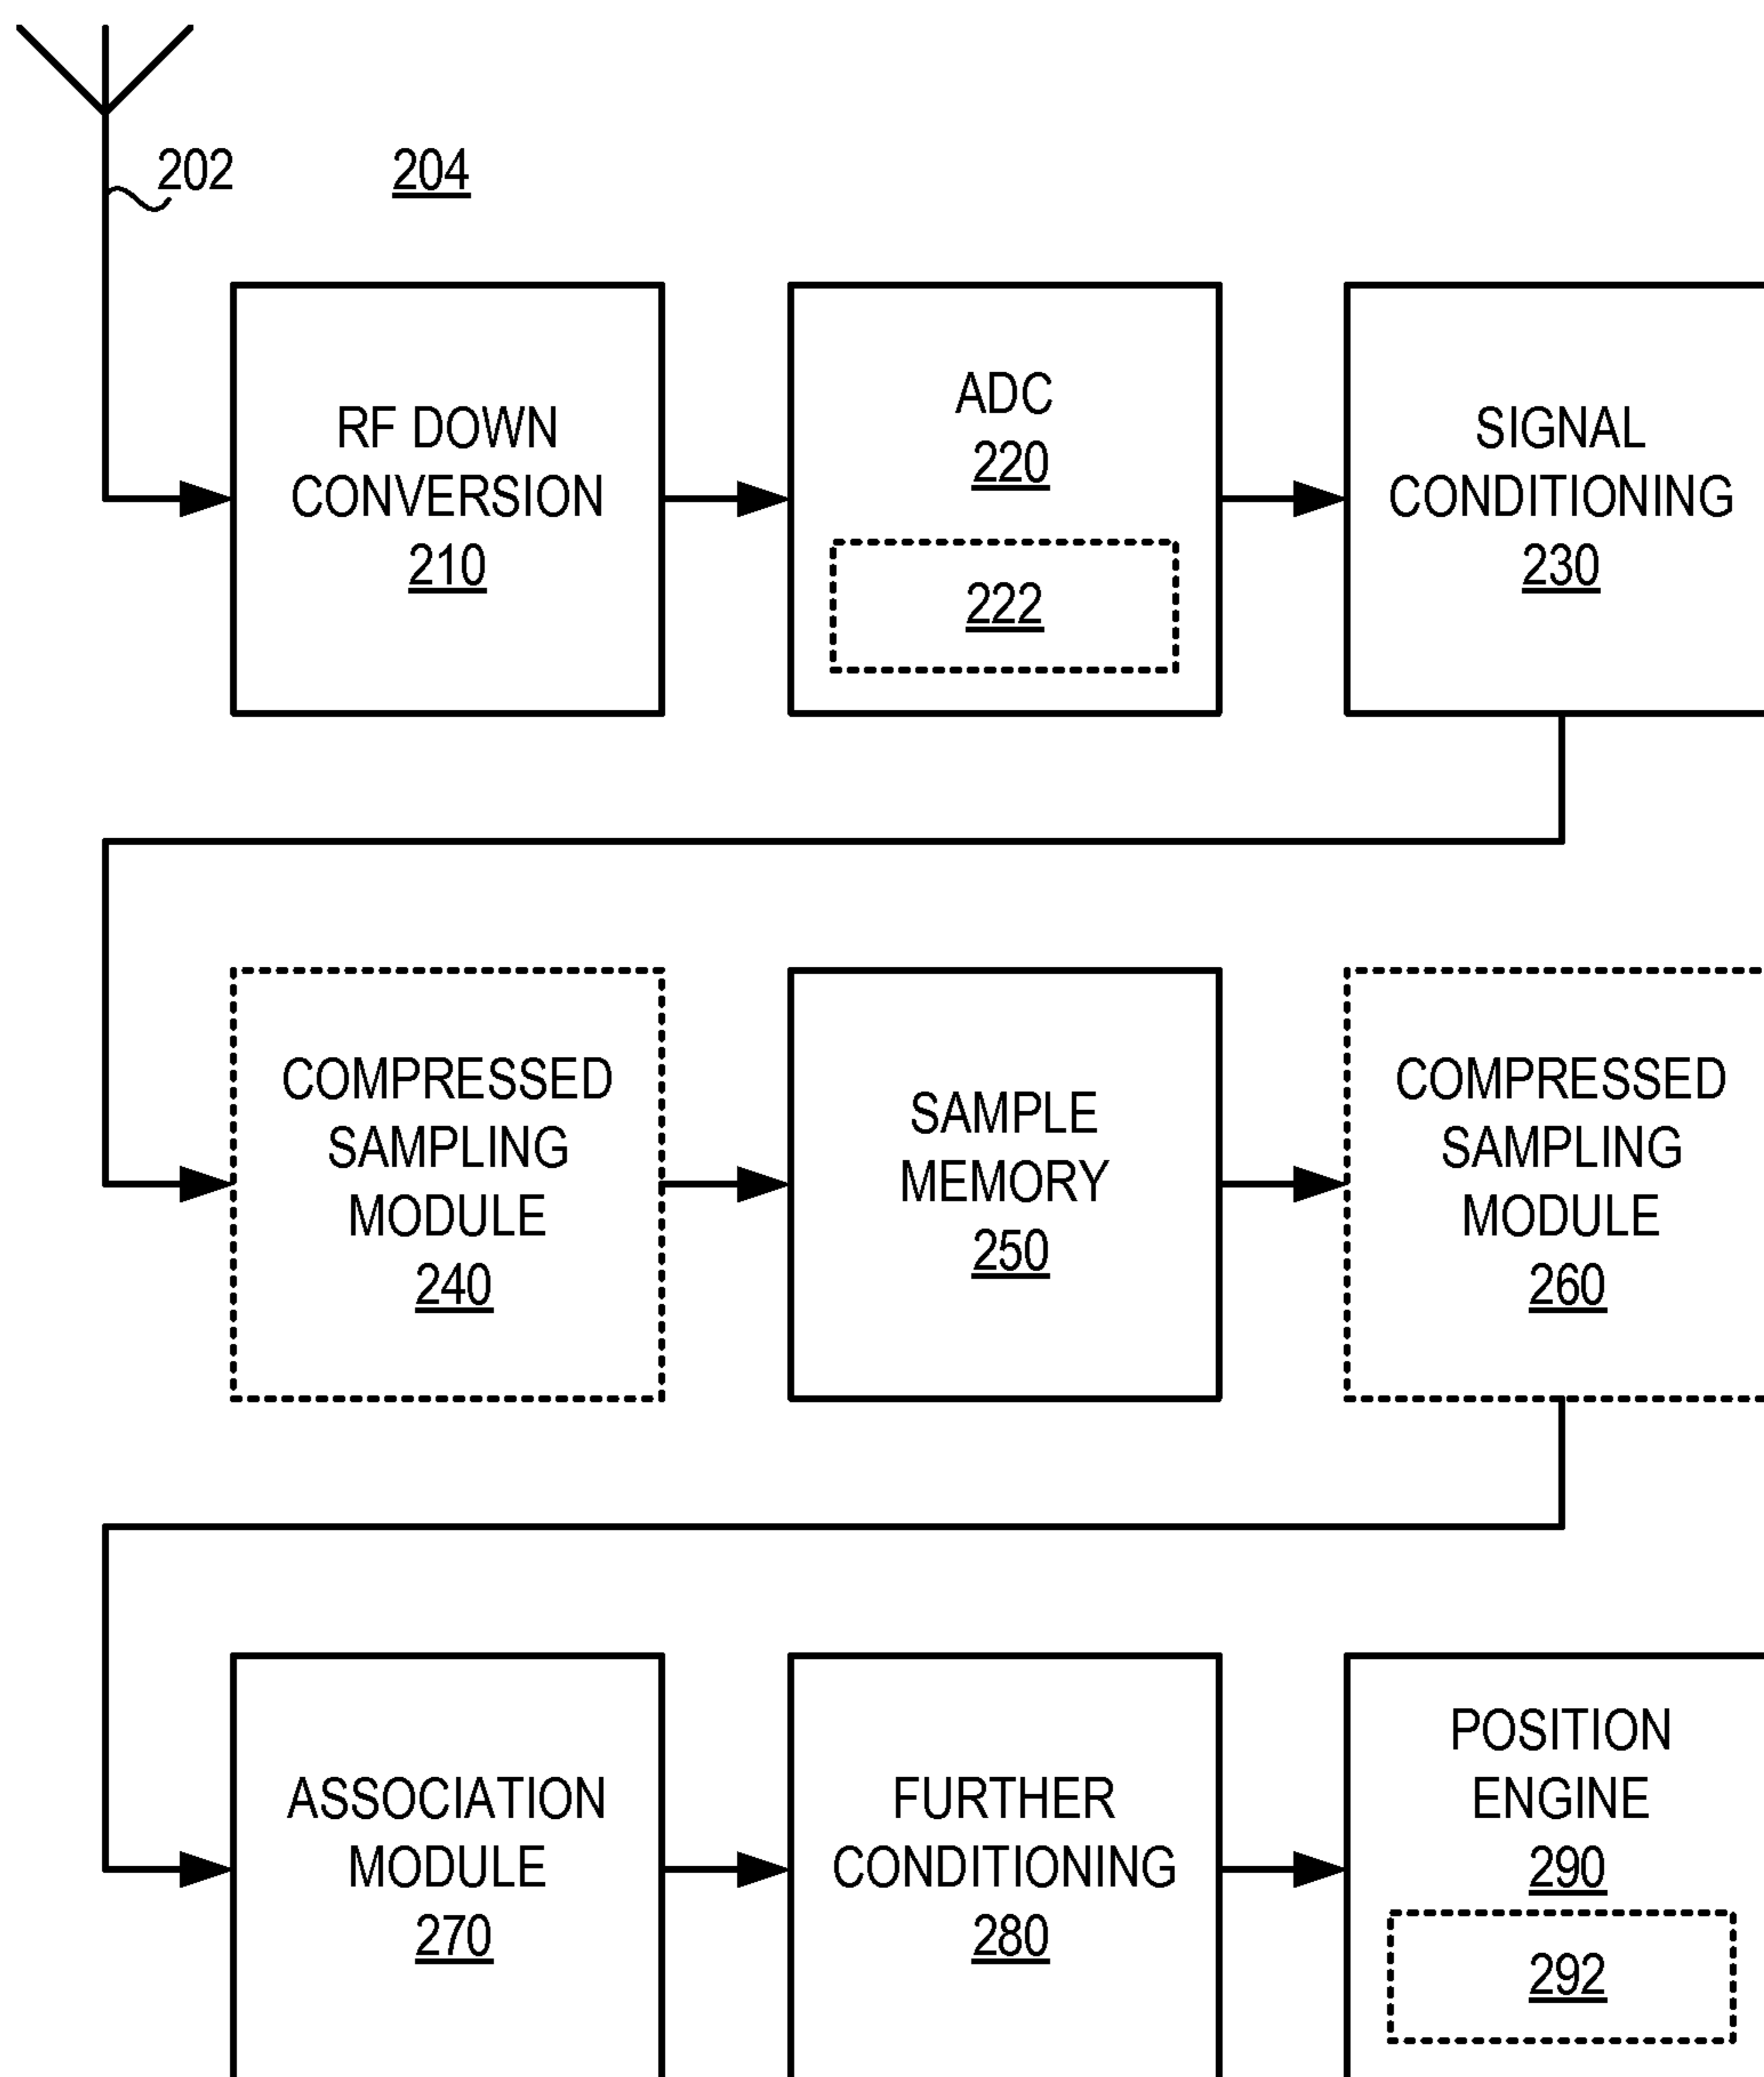 202
204
RF DOWN
CONVERSION
210
ADC
220
222
SIGNAL
CONDITIONING
230
COMPRESSED
SAMPLING
MODULE
240
SAMPLE
MEMORY
250
COMPRESSED
SAMPLING
MODULE
260
ASSOCIATION
MODULE
270
FURTHER
CONDITIONING
280
POSITION
ENGINE
290
292